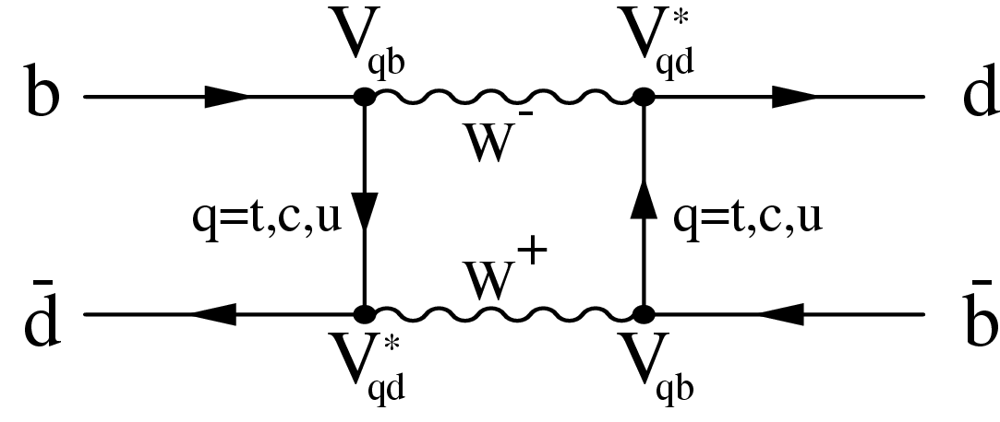 V_qb V*_qd
b d
W⁻
q=t,c,u q=t,c,u
W⁺
d̄ b̄
V*_qd V_qb